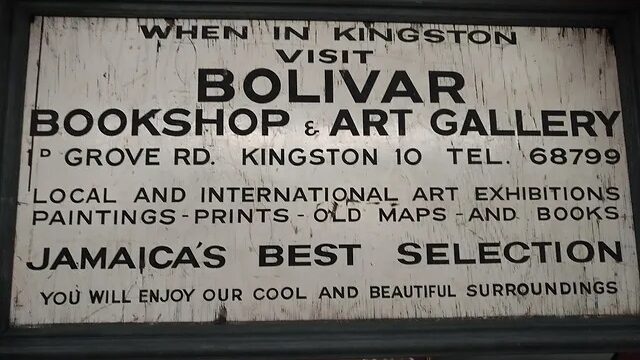 WHEN IN KINGSTON
VISIT
BOLIVAR
BOOKSHOP & ART GALLERY
1D GROVE RD. KINGSTON 10 TEL. 68799
LOCAL AND INTERNATIONAL ART EXHIBITIONS
PAINTINGS - PRINTS - OLD MAPS - AND BOOKS
JAMAICA'S BEST SELECTION
YOU WILL ENJOY OUR COOL AND BEAUTIFUL SURROUNDINGS